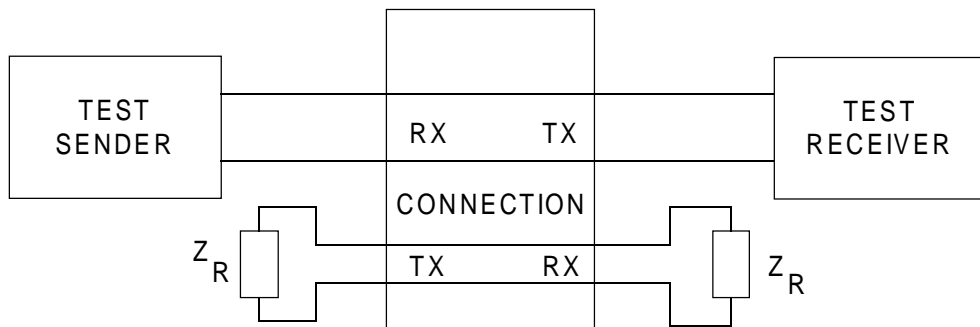 TEST
SENDER
RX TX
TEST
RECEIVER
CONNECTION
Z
R
TX RX
Z
R